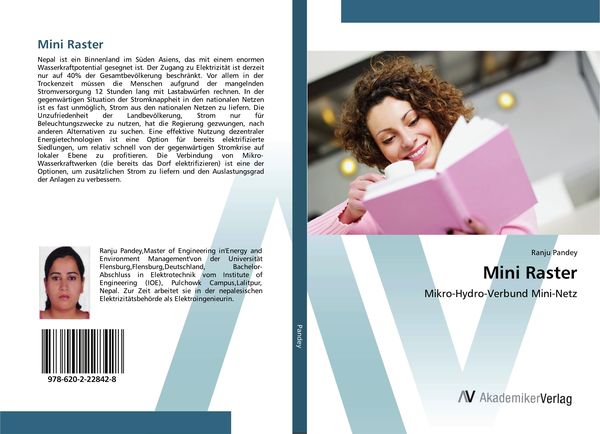 Mini Raster
Nepal ist ein Binnenland im Süden Asiens, das mit einem enormen
Wasserkraftpotential gesegnet ist. Der Zugang zu Elektrizität ist derzeit
nur auf 40% der Gesamtbevölkerung beschränkt. Vor allem in der
Trockenzeit müssen die Menschen aufgrund der mangelnden
Stromversorgung 12 Stunden lang mit Lastabwürfen rechnen. In der
gegenwärtigen Situation der Stromknappheit in den nationalen Netzen
ist es fast unmöglich, Strom aus den nationalen Netzen zu liefern. Die
Unzufriedenheit der Landbevölkerung, Strom nur für
Beleuchtungszwecke zu nutzen, hat die Regierung gezwungen, nach
anderen Alternativen zu suchen. Eine effektive Nutzung dezentraler
Energietechnologien ist eine Option für bereits elektrifizierte
Siedlungen, um relativ schnell von der gegenwärtigen Stromkrise auf
lokaler Ebene zu profitieren. Die Verbindung von Mikro-
Wasserkraftwerken (die bereits das Dorf elektrifizieren) ist eine der
Optionen, um zusätzlichen Strom zu liefern und den Auslastungsgrad
der Anlagen zu verbessern.
Ranju Pandey,Master of Engineering in'Energy and
Environment Management'von der Universität
Flensburg,Flensburg,Deutschland, Bachelor-
Abschluss in Elektrotechnik vom Institute of
Engineering (IOE), Pulchowk Campus,Lalitpur,
Nepal. Zur Zeit arbeitet sie in der nepalesischen
Elektrizitätsbehörde als Elektroingenieurin.
978-620-2-22842-8
Pandey
Ranju Pandey
Mini Raster
Mikro-Hydro-Verbund Mini-Netz
AkademikerVerlag